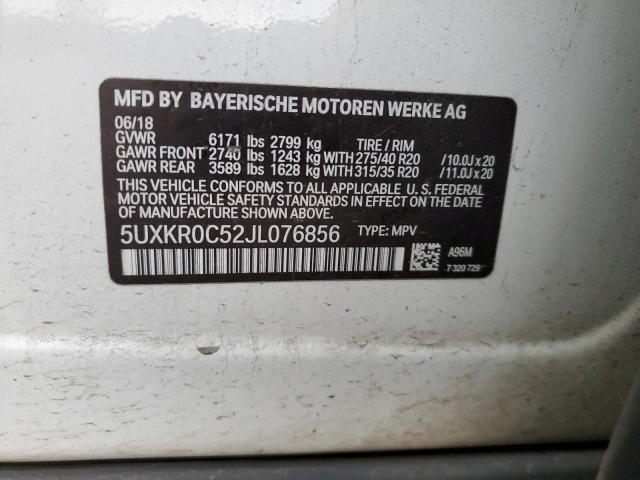 MFD BY BAYERISCHE MOTOREN WERKE AG
06/18
GVWR 6171 lbs 2799 kg TIRE / RIM
GAWR FRONT 2740 lbs 1243 kg WITH 275/40 R20 /10.0J x 20
GAWR REAR 3589 lbs 1628 kg WITH 315/35 R20 /11.0J x 20
THIS VEHICLE CONFORMS TO ALL APPLICABLE U. S. FEDERAL
MOTOR VEHICLE SAFETY STANDARDS IN EFFECT ON THE DATE
OF MANUFACTURE SHOWN ABOVE.
5UXKR0C52JL076856 TYPE: MPV
A96M
7 320 729